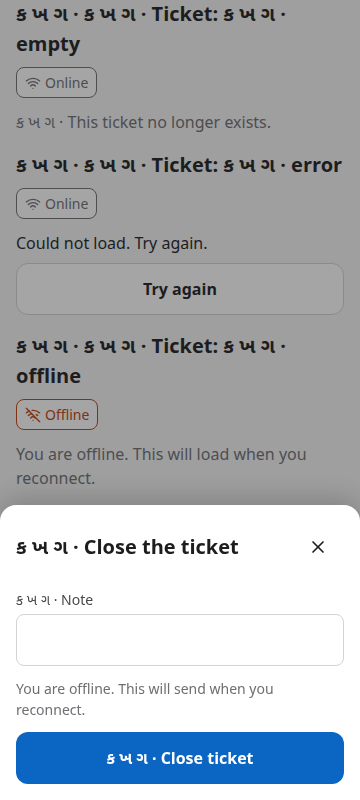 ક ખ ગ · ક ખ ગ · Ticket: ક ખ ગ ·
empty
Online
ક ખ ગ · This ticket no longer exists.
ક ખ ગ · ક ખ ગ · Ticket: ક ખ ગ · error
Online
Could not load. Try again.
Try again
ક ખ ગ · ક ખ ગ · Ticket: ક ખ ગ ·
offline
Offline
You are offline. This will load when you
reconnect.
ક ખ ગ · Close the ticket
ક ખ ગ · Note
You are offline. This will send when you
reconnect.
ક ખ ગ · Close ticket